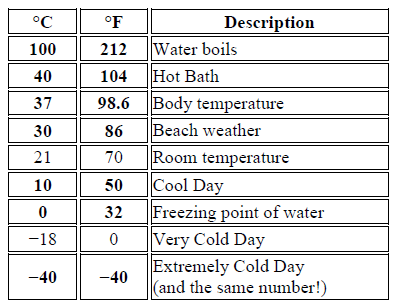 °C °F Description
100 212 Water boils
40 104 Hot Bath
37 98.6 Body temperature
30 86 Beach weather
21 70 Room temperature
10 50 Cool Day
0 32 Freezing point of water
−18 0 Very Cold Day
−40 −40 Extremely Cold Day
(and the same number!)